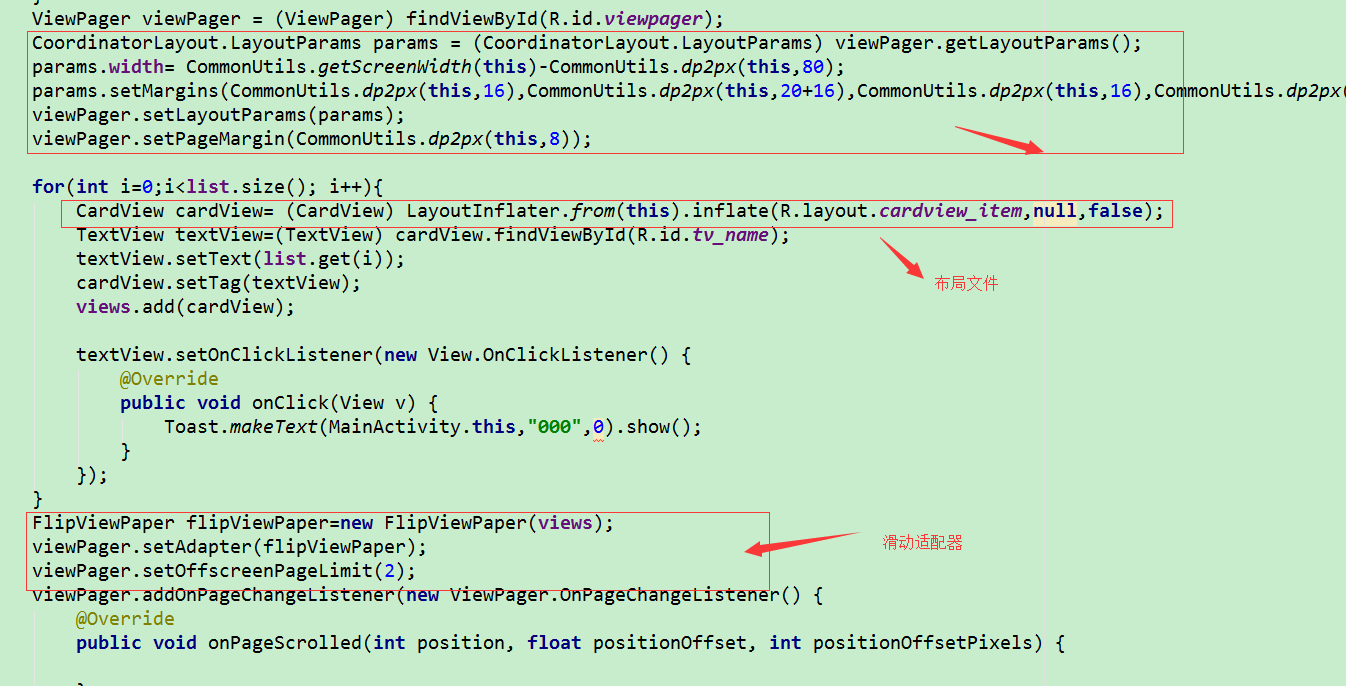 ViewPager viewPager = (ViewPager) findViewById(R.id.viewpager);
CoordinatorLayout.LayoutParams params = (CoordinatorLayout.LayoutParams) viewPager.getLayoutParams();
params.width= CommonUtils.getScreenWidth(this)-CommonUtils.dp2px(this,80);
params.setMargins(CommonUtils.dp2px(this,16),CommonUtils.dp2px(this,20+16),CommonUtils.dp2px(this,16),CommonUtils.dp2px(
viewPager.setLayoutParams(params);
viewPager.setPageMargin(CommonUtils.dp2px(this,8));
for(int i=0;i<list.size(); i++){
CardView cardView= (CardView) LayoutInflater.from(this).inflate(R.layout.cardview_item,null,false);
TextView textView=(TextView) cardView.findViewById(R.id.tv_name);
textView.setText(list.get(i));
布局文件
cardView.setTag(textView);
views.add(cardView);
textView.setOnClickListener(new View.OnClickListener() {
@Override
public void onClick(View v) {
Toast.makeText(MainActivity.this,"000",0).show();
}
});
}
FlipViewPaper flipViewPaper=new FlipViewPaper(views);
viewPager.setAdapter(flipViewPaper);
滑动适配器
viewPager.setOffscreenPageLimit(2);
viewPager.addOnPageChangeListener(new ViewPager.OnPageChangeListener() {
@Override
public void onPageScrolled(int position, float positionOffset, int positionOffsetPixels) {